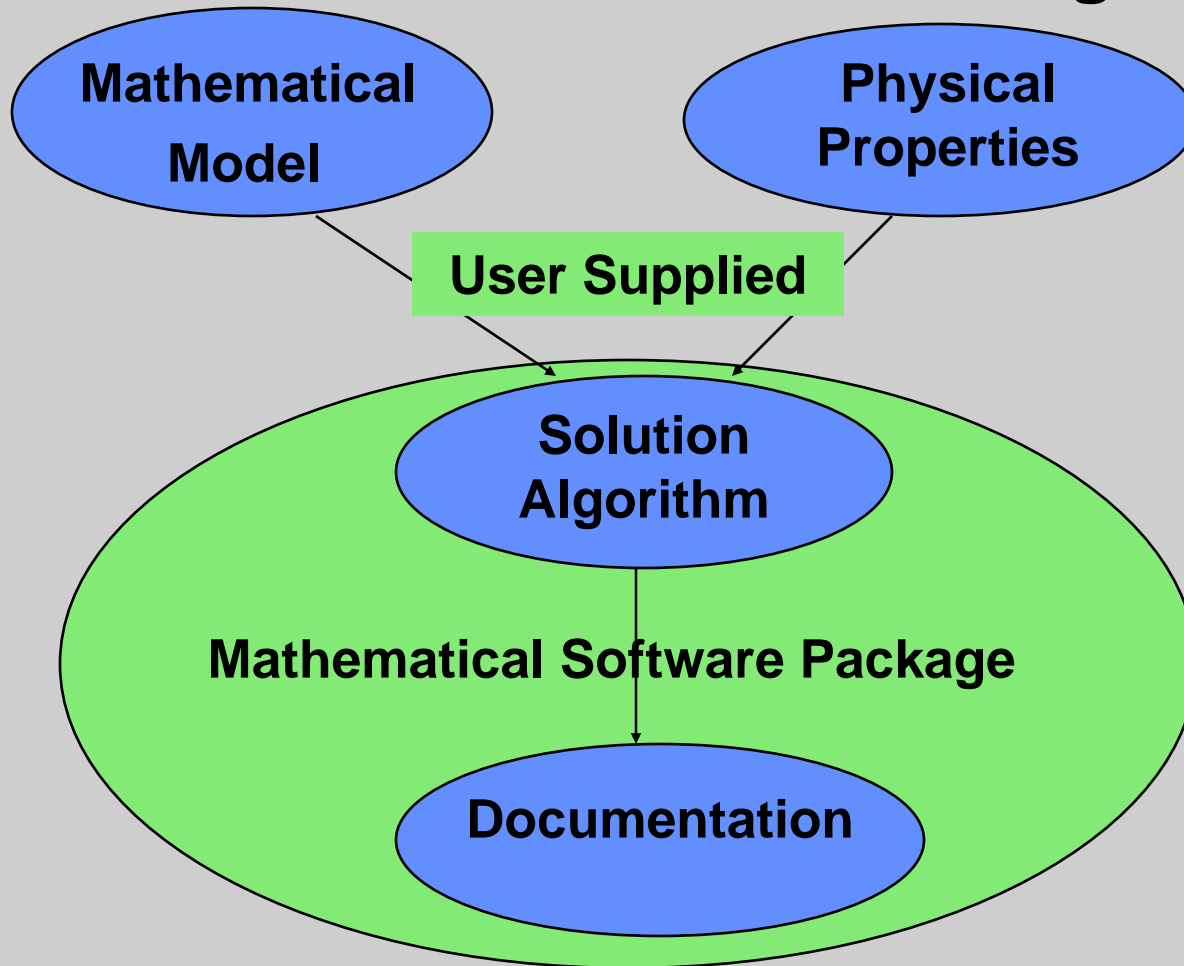 Mathematical
Model
Physical
Properties
User Supplied
Solution
Algorithm
Mathematical Software Package
Documentation